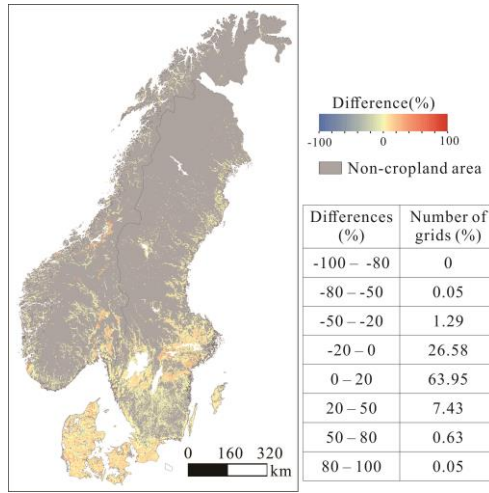 Difference(%)
-100 0 100
Non-cropland area
Differences (%) Number of grids (%)
-100 – -80 0
-80 – -50 0.05
-50 – -20 1.29
-20 – 0 26.58
0 – 20 63.95
20 – 50 7.43
50 – 80 0.63
80 – 100 0.05
0 160 320
km